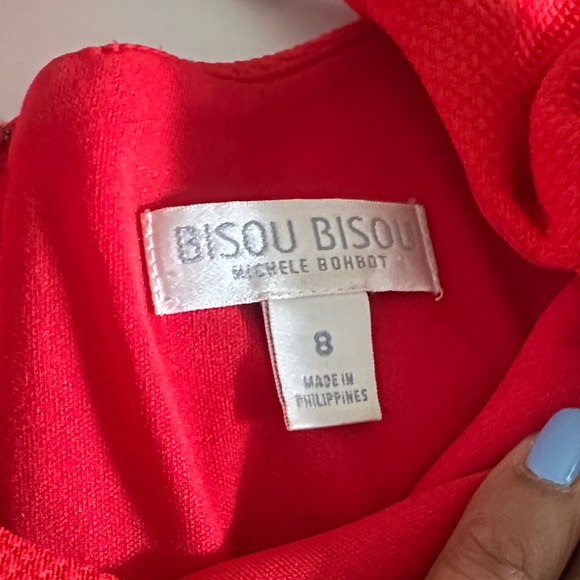 BISOU BISOU
MICHELE BOHBOT
8
MADE IN
PHILIPPINES